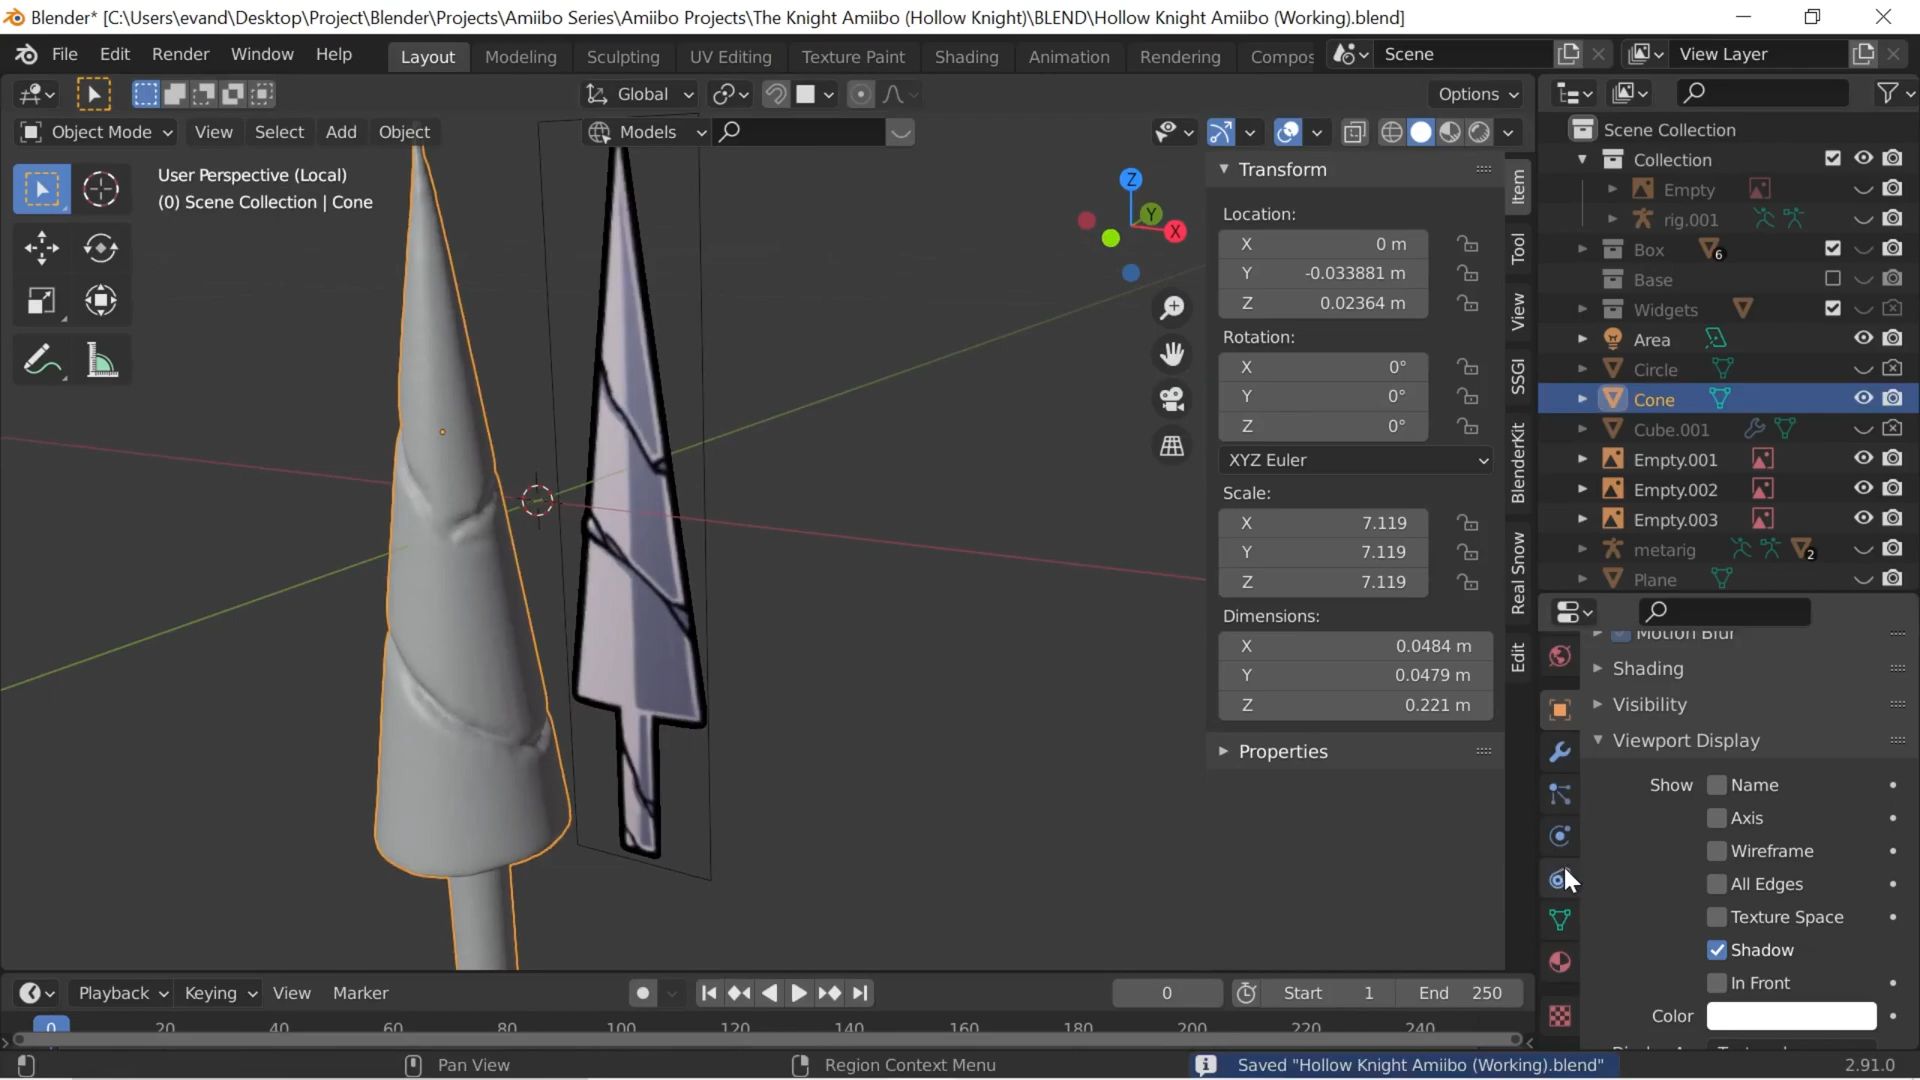 Blender* [C:\Users\evand\Desktop\Project\Blender\Projects\Amiibo Series\Amiibo Projects\The Knight Amiibo (Hollow Knight)\BLEND\Hollow Knight Amiibo (Working).blend]
File Edit Render Window Help Layout Modeling Sculpting UV Editing Texture Paint Shading Animation Rendering Compos Scene View Layer
Global Options
Object Mode View Select Add Object Models
User Perspective (Local)
(0) Scene Collection | Cone
Z
Y
X
Transform
Location:
X 0 m
Y -0.033881 m
Z 0.02364 m
Rotation:
X 0°
Y 0°
Z 0°
XYZ Euler
Scale:
X 7.119
Y 7.119
Z 7.119
Dimensions:
X 0.0484 m
Y 0.0479 m
Z 0.221 m
Properties
Item
Tool
View
SSGI
BlenderKit
Real Snow
Edit
Scene Collection
Collection
Empty
rig.001
Box 6
Base
Widgets
Area
Circle
Cone
Cube.001
Empty.001
Empty.002
Empty.003
metarig 2
Plane
Motion Blur
Shading
Visibility
Viewport Display
Show Name
Axis
Wireframe
All Edges
Texture Space
Shadow
In Front
Color
Playback Keying View Marker 0 Start 1 End 250
0 20 40 60 80 100 120 140 160 180 200 220 240
Pan View Region Context Menu Saved "Hollow Knight Amiibo (Working).blend" 2.91.0